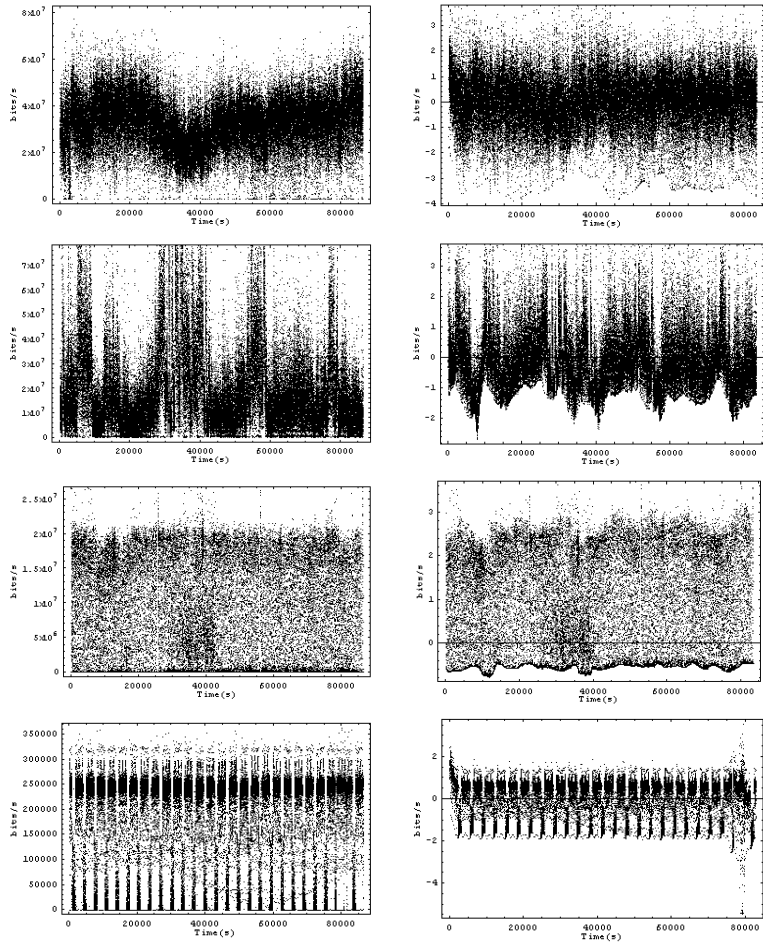 8x10⁷
6x10⁷
4x10⁷
2x10⁷
0
bits/s
0 20000 40000 60000 80000
Time(s)
3
2
1
0
-1
-2
-3
-4
bits/s
0 20000 40000 60000 80000
Time(s)
7x10⁷
6x10⁷
5x10⁷
4x10⁷
3x10⁷
2x10⁷
1x10⁷
0
bits/s
0 20000 40000 60000 80000
Time(s)
3
2
1
0
-1
-2
bits/s
0 20000 40000 60000 80000
Time(s)
2.5x10⁷
2x10⁷
1.5x10⁷
1x10⁷
5x10⁶
0
bits/s
0 20000 40000 60000 80000
Time(s)
3
2
1
0
bits/s
0 20000 40000 60000 80000
Time(s)
350000
300000
250000
200000
150000
100000
50000
0
bits/s
0 20000 40000 60000 80000
Time(s)
2
0
-2
-4
bits/s
0 20000 40000 60000 80000
Time(s)